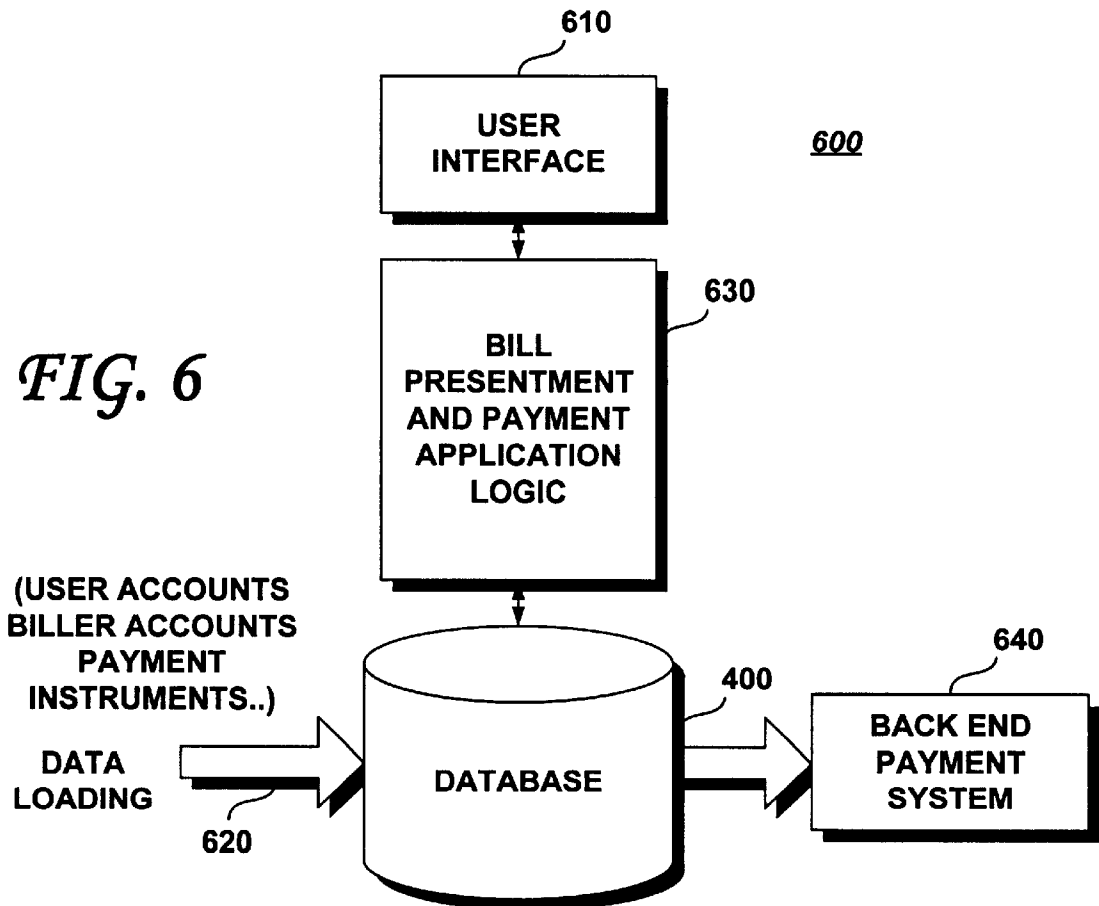 610
USER
INTERFACE
600
630
BILL
PRESENTMENT
AND PAYMENT
APPLICATION
LOGIC
FIG. 6
(USER ACCOUNTS
BILLER ACCOUNTS
PAYMENT
INSTRUMENTS..)
DATA
LOADING
620
DATABASE
400
640
BACK END
PAYMENT
SYSTEM